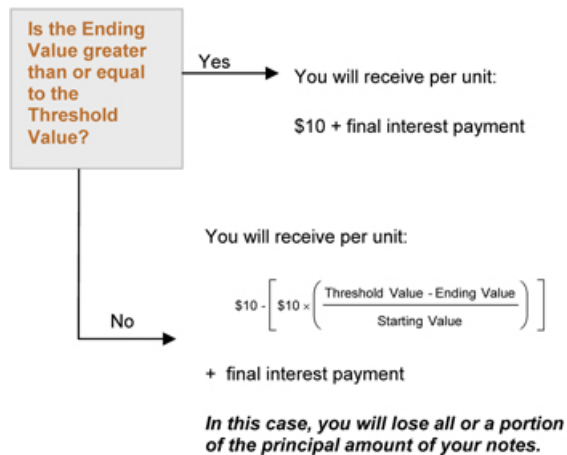 Is the Ending
Value greater
than or equal
to the
Threshold
Value?
Yes
You will receive per unit:
$10 + final interest payment
No
You will receive per unit:
$10 - [ $10 × ( Threshold Value - Ending Value
Starting Value ) ]
+ final interest payment
In this case, you will lose all or a portion
of the principal amount of your notes.